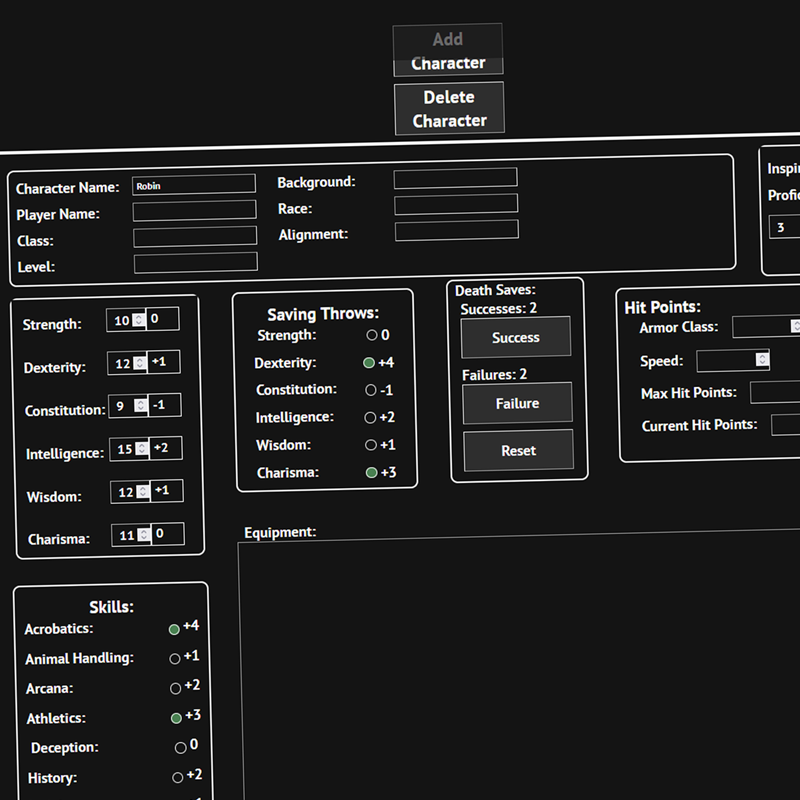 Add
Character
Delete
Character
Character Name: Robin
Player Name:
Class:
Level:
Background:
Race:
Alignment:
3
Strength: 10 0
Dexterity: 12 +1
Constitution: 9 -1
Intelligence: 15 +2
Wisdom: 12 +1
Charisma: 11 0
Saving Throws:
Strength: 0
Dexterity: +4
Constitution: -1
Intelligence: +2
Wisdom: +1
Charisma: +3
Death Saves:
Successes: 2
Success
Failures: 2
Failure
Reset
Hit Points:
Armor Class:
Speed:
Max Hit Points:
Current Hit Points:
Equipment:
Skills:
Acrobatics: +4
Animal Handling: +1
Arcana: +2
Athletics: +3
Deception: 0
History: +2